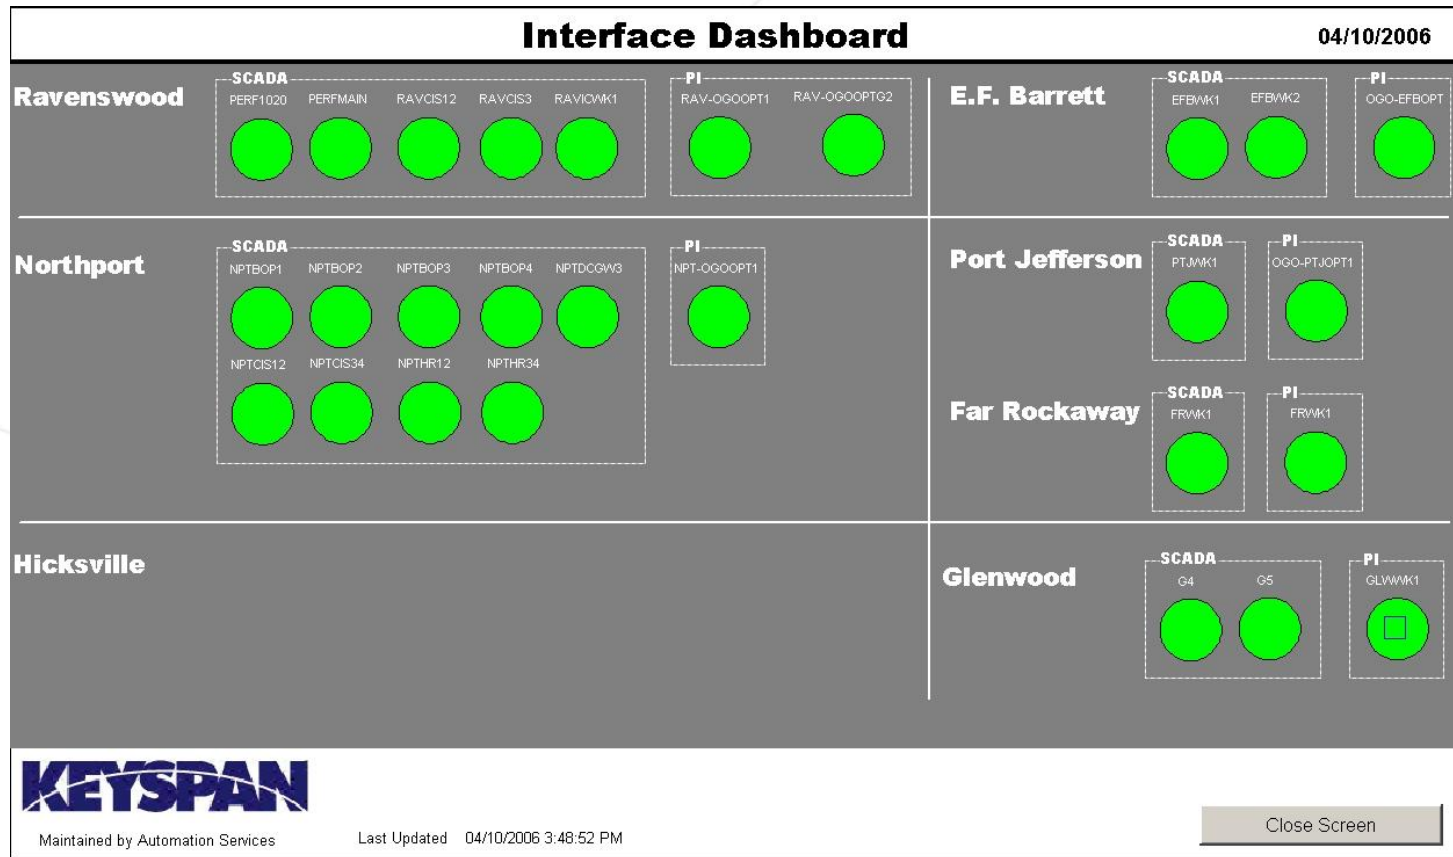 Interface Dashboard
04/10/2006
Ravenswood
SCADA
PERF1020 PERFMAIN RAVCIS12 RAVCIS3 RAVICWK1
PI
RAV-OGOOPT1 RAV-OGOOPTG2
E.F. Barrett
SCADA
EFBWK1 EFBWK2
PI
OGO-EFBOPT
Northport
SCADA
NPTBOP1 NPTBOP2 NPTBOP3 NPTBOP4 NPTDCGW3
NPTCIS12 NPTCIS34 NPTHR12 NPTHR34
PI
NPT-OGOOPT1
Port Jefferson
SCADA
PTJWK1
PI
OGO-PTJOPT1
Far Rockaway
SCADA
FRWK1
PI
FRWK1
Hicksville
Glenwood
SCADA
G4 G5
PI
GLWWK1
KEYSPAN
Maintained by Automation Services
Last Updated 04/10/2006 3:48:52 PM
Close Screen